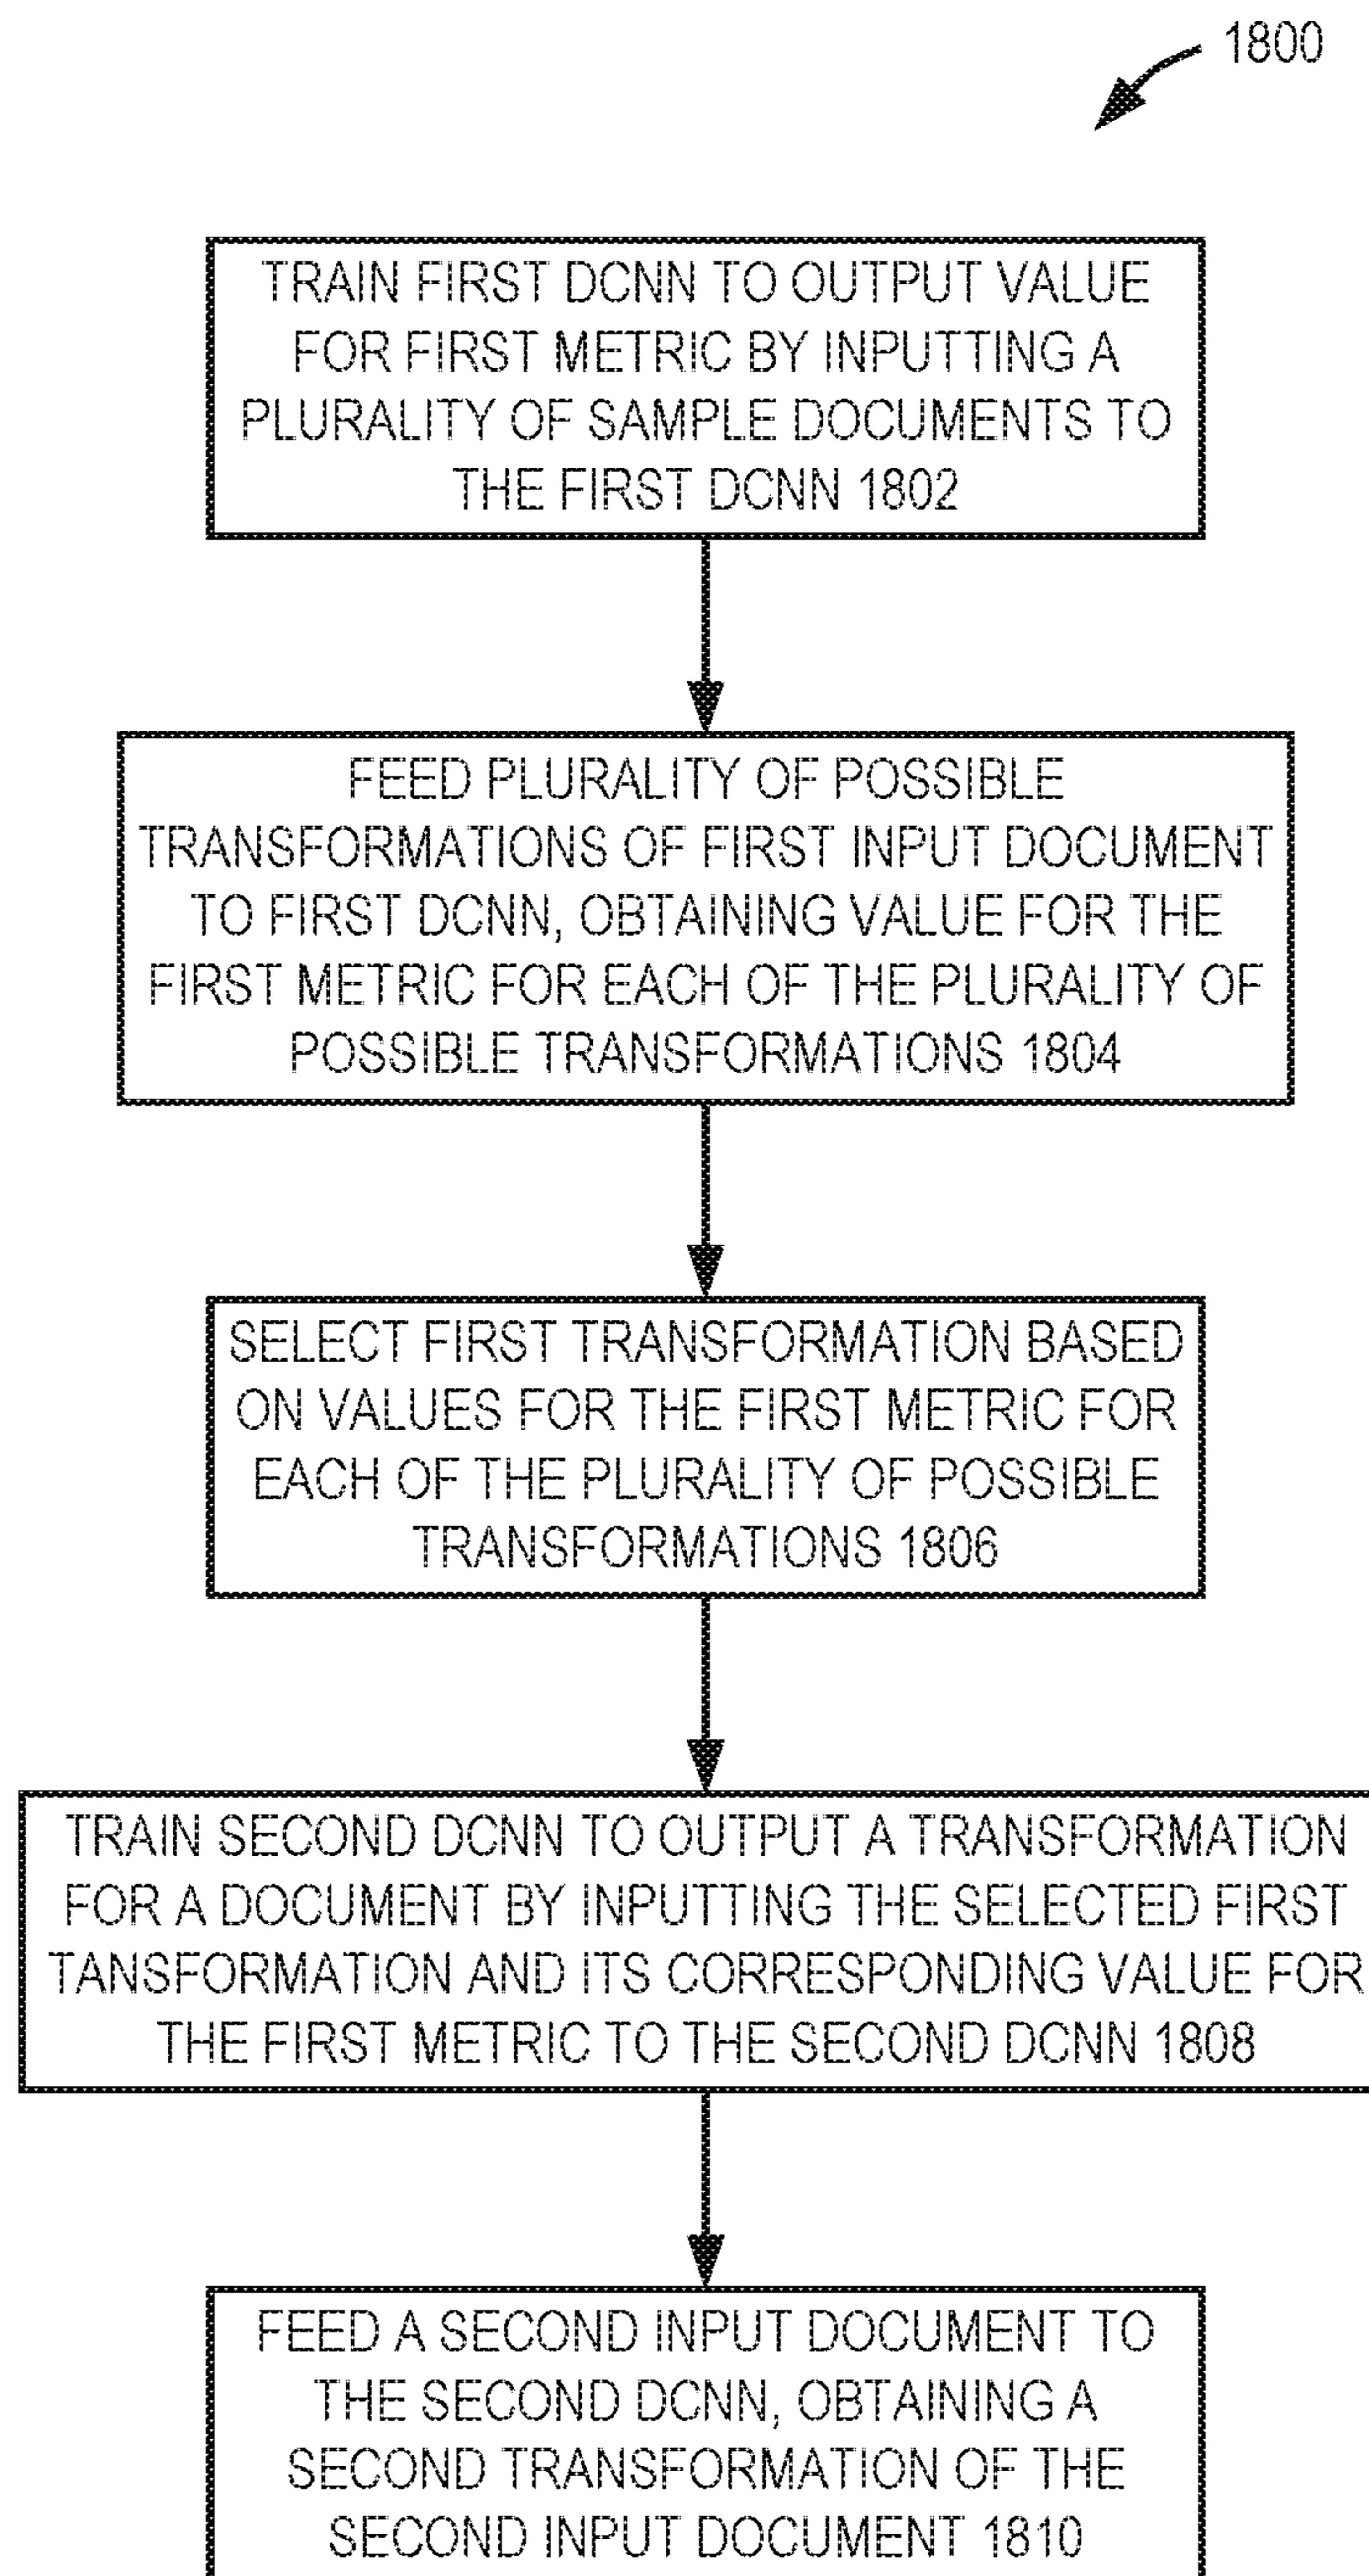 1800
TRAIN FIRST DCNN TO OUTPUT VALUE
FOR FIRST METRIC BY INPUTTING A
PLURALITY OF SAMPLE DOCUMENTS TO
THE FIRST DCNN 1802
FEED PLURALITY OF POSSIBLE
TRANSFORMATIONS OF FIRST INPUT DOCUMENT
TO FIRST DCNN, OBTAINING VALUE FOR THE
FIRST METRIC FOR EACH OF THE PLURALITY OF
POSSIBLE TRANSFORMATIONS 1804
SELECT FIRST TRANSFORMATION BASED
ON VALUES FOR THE FIRST METRIC FOR
EACH OF THE PLURALITY OF POSSIBLE
TRANSFORMATIONS 1806
TRAIN SECOND DCNN TO OUTPUT A TRANSFORMATION
FOR A DOCUMENT BY INPUTTING THE SELECTED FIRST
TANSFORMATION AND ITS CORRESPONDING VALUE FOR
THE FIRST METRIC TO THE SECOND DCNN 1808
FEED A SECOND INPUT DOCUMENT TO
THE SECOND DCNN, OBTAINING A
SECOND TRANSFORMATION OF THE
SECOND INPUT DOCUMENT 1810